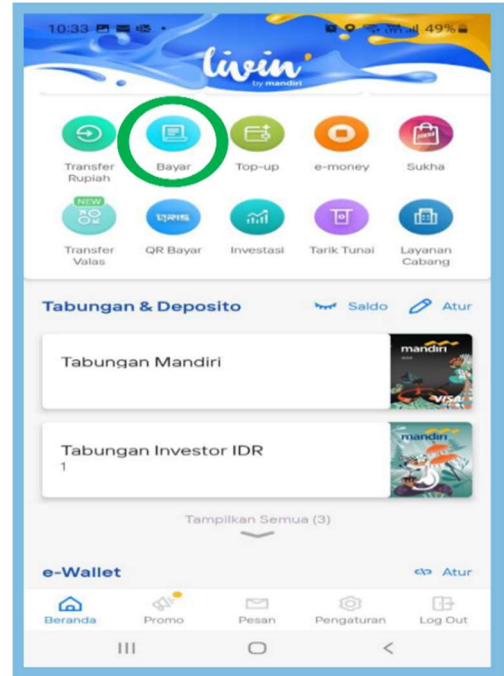 10:33
49%
livin'
by mandiri
Transfer Rupiah
Bayar
Top-up
e-money
Sukha
NEW
Transfer Valas
QR Bayar
Investasi
Tarik Tunai
Layanan Cabang
Tabungan & Deposito
Saldo
Atur
Tabungan Mandiri
mandiri
VISA
Tabungan Investor IDR
1
mandiri
Tampilkan Semua (3)
e-Wallet
Atur
Beranda
Promo
Pesan
Pengaturan
Log Out